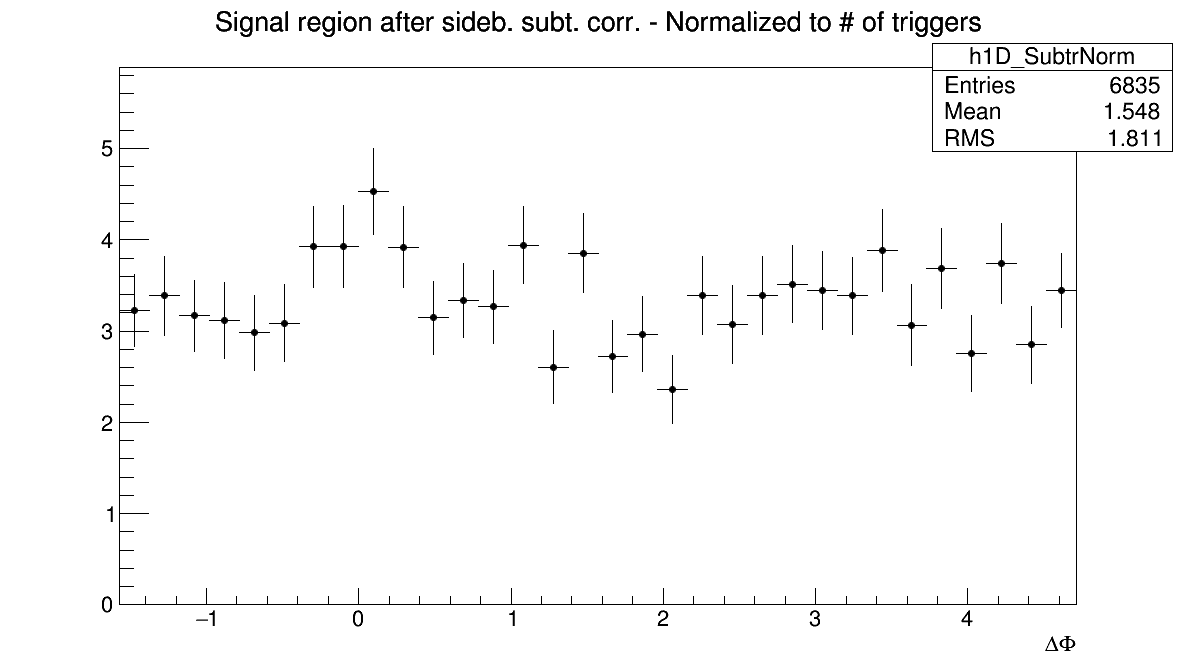 Signal region after sideb. subt. corr. - Normalized to # of triggers
h1D_SubtrNorm
Entries 6835
Mean 1.548
RMS 1.811
5
4
3
2
1
0
−1 0 1 2 3 4
ΔΦ